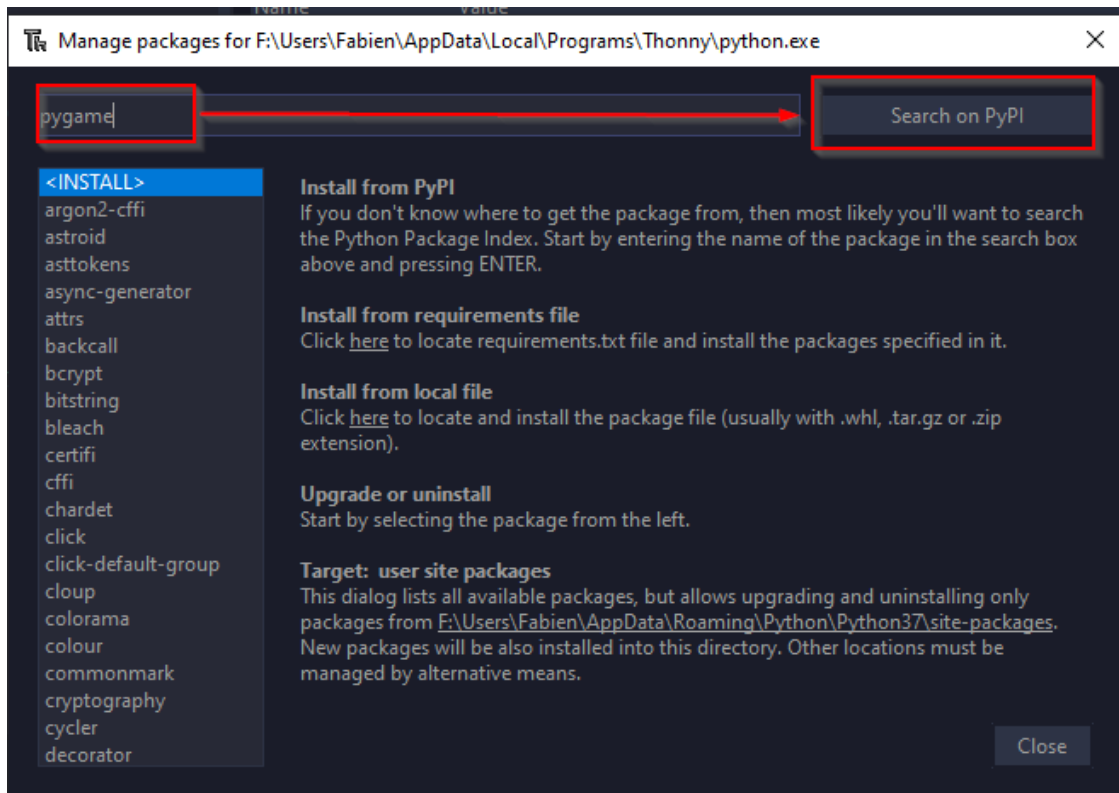 Name Value
Manage packages for F:\Users\Fabien\AppData\Local\Programs\Thonny\python.exe
pygame
Search on PyPI
<INSTALL>
argon2-cffi
astroid
asttokens
async-generator
attrs
backcall
bcrypt
bitstring
bleach
certifi
cffi
chardet
click
click-default-group
cloup
colorama
colour
commonmark
cryptography
cycler
decorator
Install from PyPI
If you don't know where to get the package from, then most likely you'll want to search
the Python Package Index. Start by entering the name of the package in the search box
above and pressing ENTER.
Install from requirements file
Click here to locate requirements.txt file and install the packages specified in it.
Install from local file
Click here to locate and install the package file (usually with .whl, .tar.gz or .zip
extension).
Upgrade or uninstall
Start by selecting the package from the left.
Target:  user site packages
This dialog lists all available packages, but allows upgrading and uninstalling only
packages from F:\Users\Fabien\AppData\Roaming\Python\Python37\site-packages.
New packages will be also installed into this directory. Other locations must be
managed by alternative means.
Close